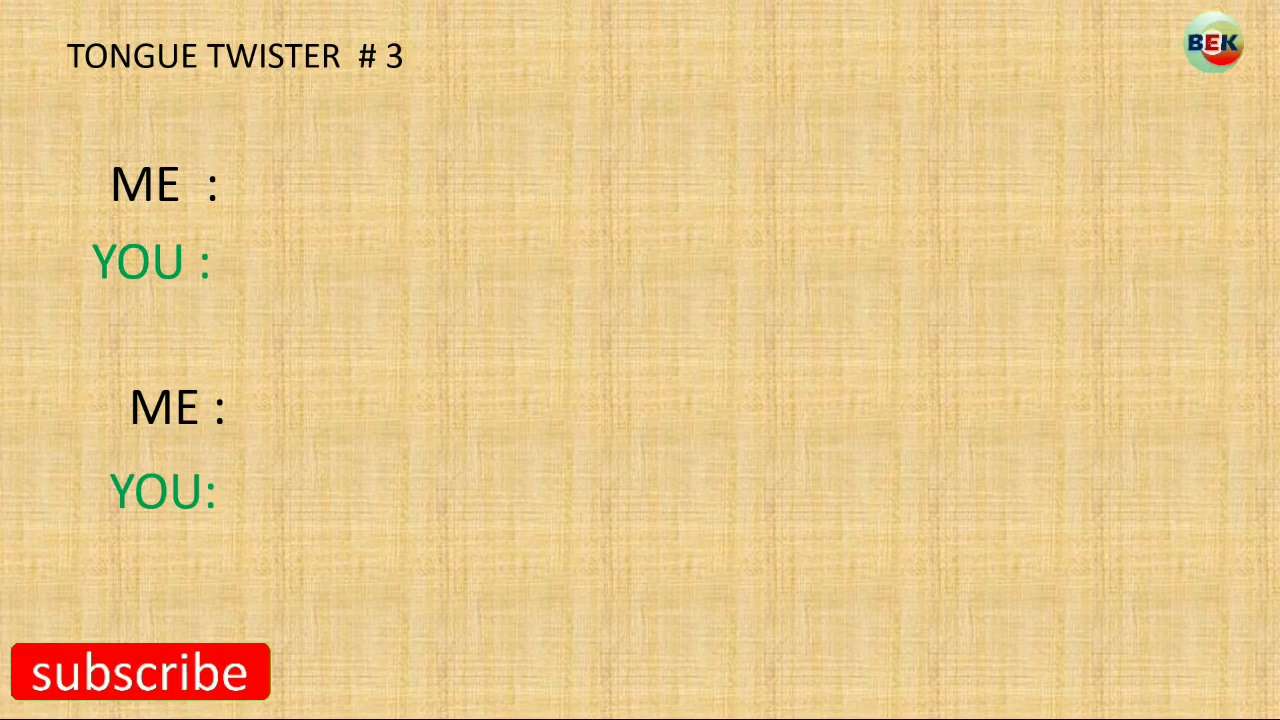 TONGUE TWISTER # 3
BEK
ME :
YOU :
ME :
YOU:
subscribe